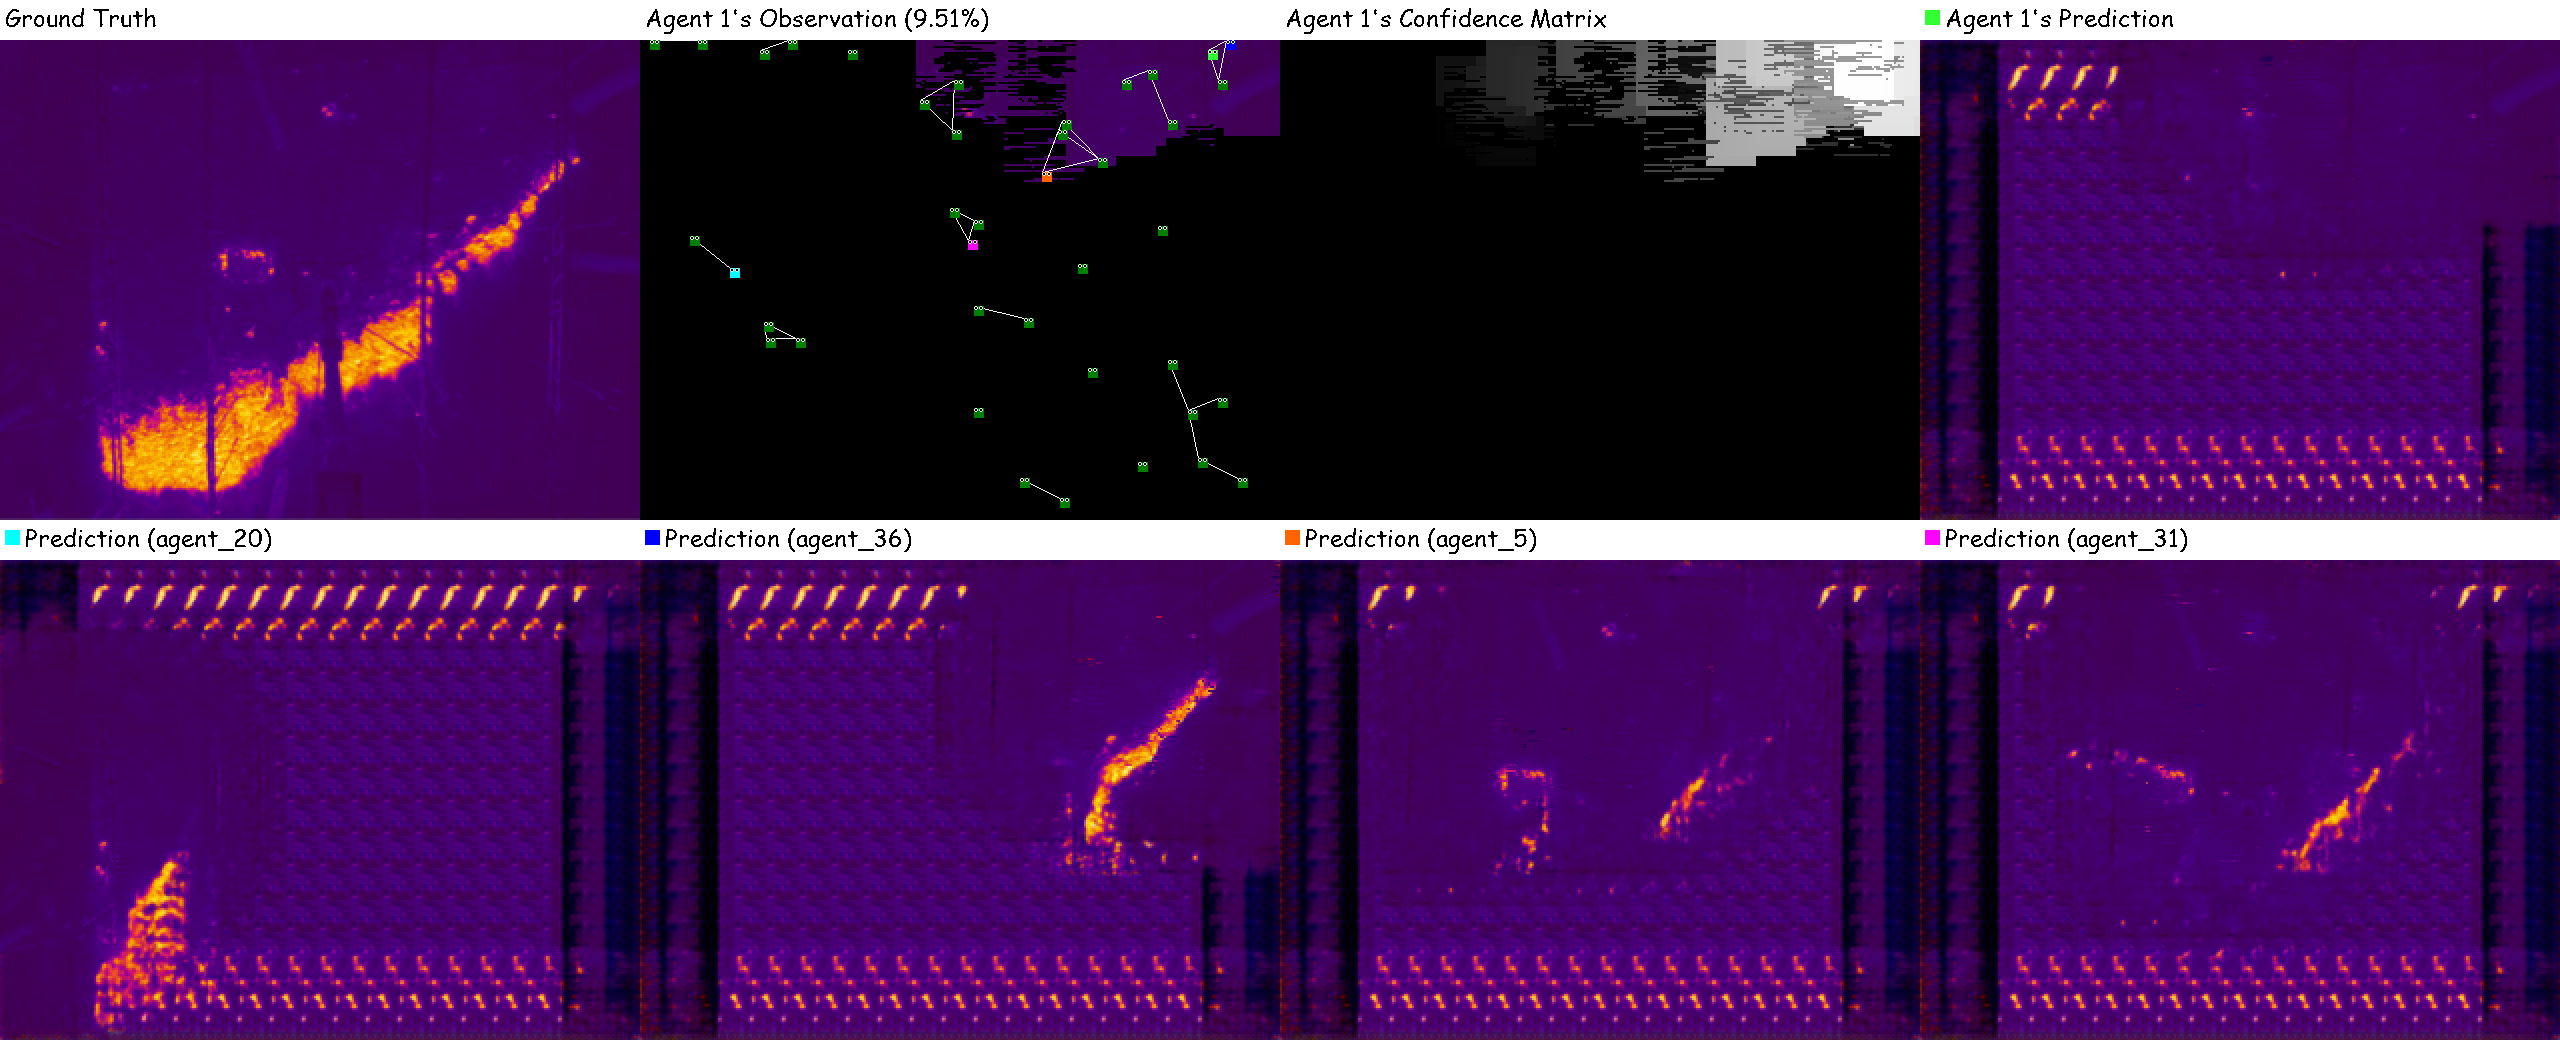 Ground Truth
Agent 1's Observation (9.51%)
Agent 1's Confidence Matrix
Agent 1's Prediction
Prediction (agent_20)
Prediction (agent_36)
Prediction (agent_5)
Prediction (agent_31)